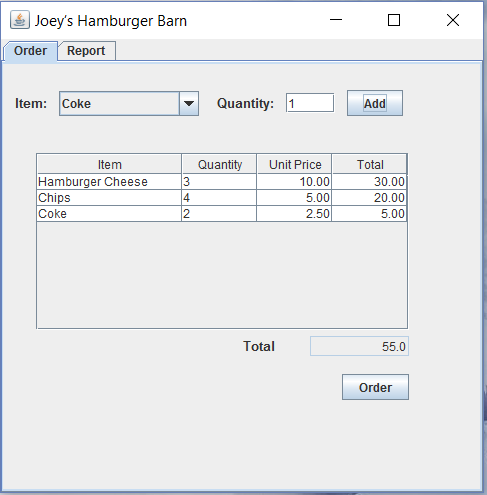 Joey's Hamburger Barn
Order Report
Item: Coke Quantity: 1 Add
Item Quantity Unit Price Total
Hamburger Cheese 3 10.00 30.00
Chips 4 5.00 20.00
Coke 2 2.50 5.00
Total 55.0
Order